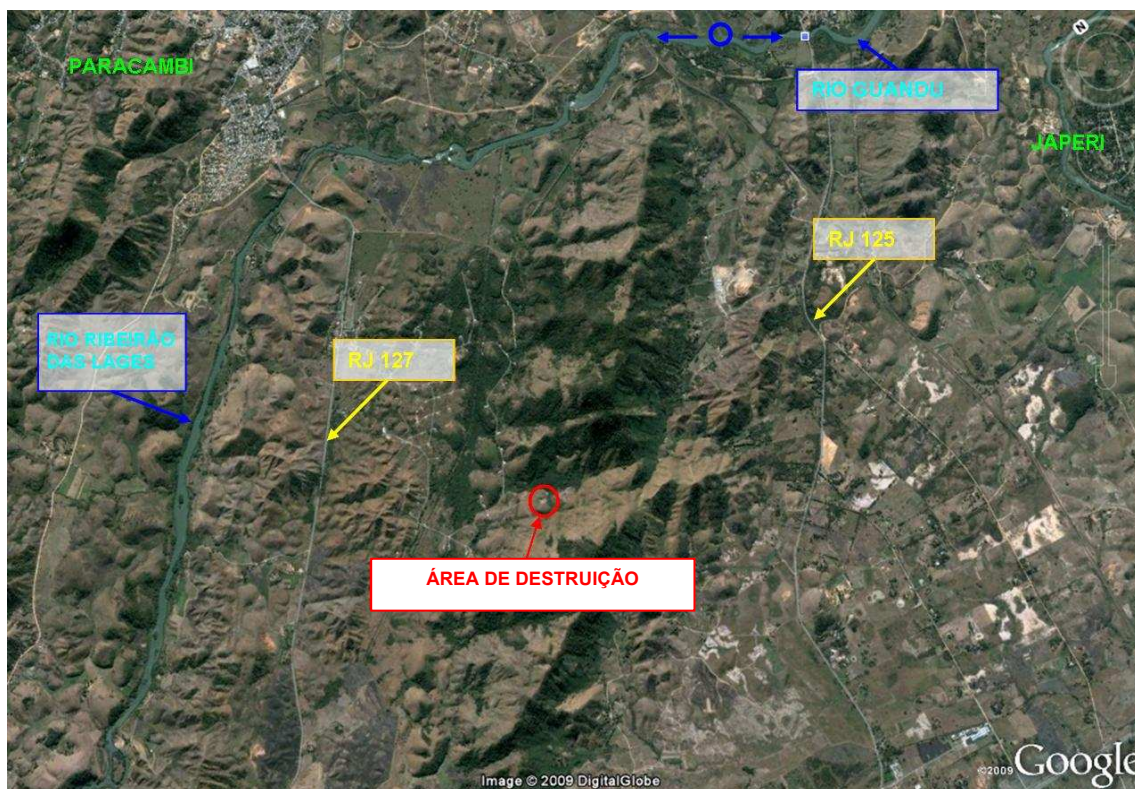 N
PARACAMBI
RIO GUANDU
JAPERI
RJ 125
RIO RIBEIRÃO
DAS LAGES
RJ 127
ÁREA DE DESTRUIÇÃO
Image © 2009 DigitalGlobe
©2009 Google